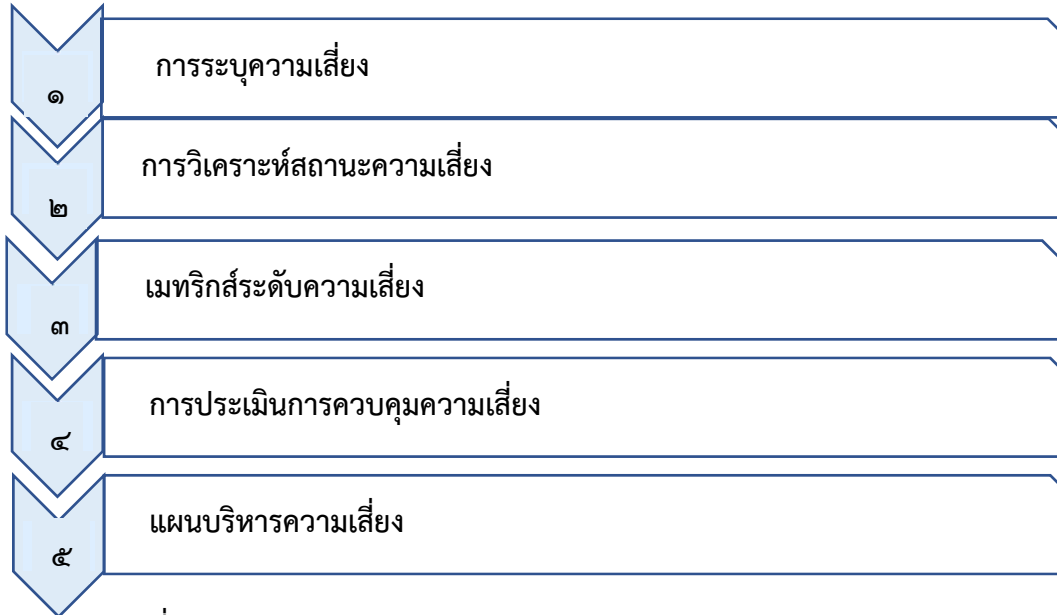 การระบุความเสี่ยง
๑
การวิเคราะห์สถานะความเสี่ยง
๒
เมทริกส์ระดับความเสี่ยง
๓
การประเมินการควบคุมความเสี่ยง
๔
แผนบริหารความเสี่ยง
๕